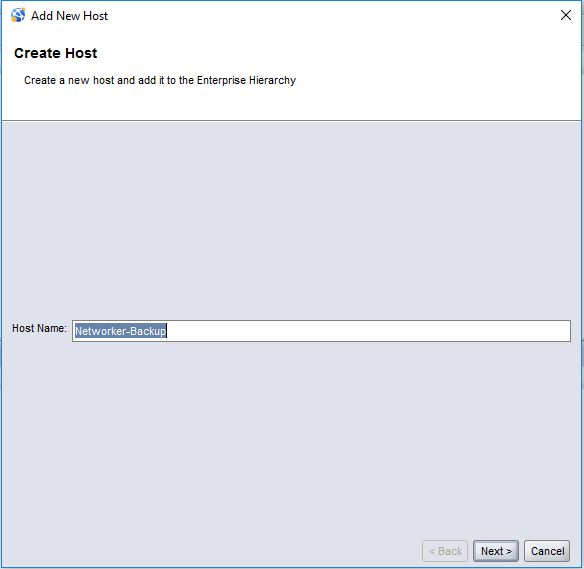 Add New Host
Create Host
Create a new host and add it to the Enterprise Hierarchy
Host Name: Networker-Backup
< Back Next > Cancel